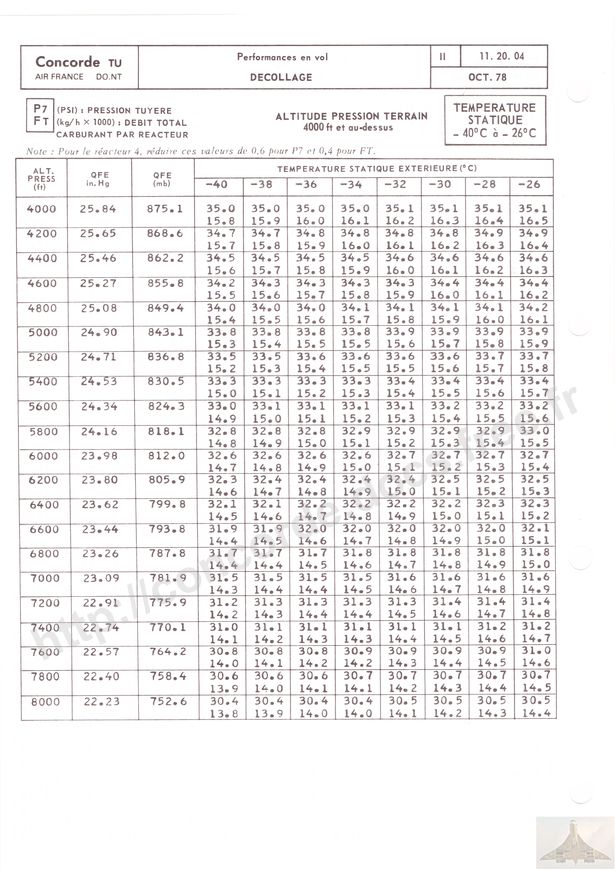 Concorde TU
AIR FRANCE DO.NT
Performances en vol
DECOLLAGE
II
11. 20. 04
OCT. 78
P7 (PSI) : PRESSION TUYERE
FT (kg/h × 1000) : DEBIT TOTAL
CARBURANT PAR REACTEUR
ALTITUDE PRESSION TERRAIN
4000 ft et au-dessus
TEMPERATURE
STATIQUE
– 40°C à – 26°C
Note : Pour le réacteur 4, réduire ces valeurs de 0,6 pour P7 et 0,4 pour FT.
ALT. PRESS (ft) QFE in.Hg QFE (mb) TEMPERATURE STATIQUE EXTERIEURE (°C)
–40 –38 –36 –34 –32 –30 –28 –26
4000 25.84 875.1 35.0 35.0 35.0 35.0 35.1 35.1 35.1 35.1
15.8 15.9 16.0 16.1 16.2 16.3 16.4 16.5
4200 25.65 868.6 34.7 34.7 34.8 34.8 34.8 34.8 34.9 34.9
15.7 15.8 15.9 16.0 16.1 16.2 16.3 16.4
4400 25.46 862.2 34.5 34.5 34.5 34.5 34.6 34.6 34.6 34.6
15.6 15.7 15.8 15.9 16.0 16.1 16.2 16.3
4600 25.27 855.8 34.2 34.3 34.3 34.3 34.3 34.4 34.4 34.4
15.5 15.6 15.7 15.8 15.9 16.0 16.1 16.2
4800 25.08 849.4 34.0 34.0 34.0 34.1 34.1 34.1 34.1 34.2
15.4 15.5 15.6 15.7 15.8 15.9 16.0 16.1
5000 24.90 843.1 33.8 33.8 33.8 33.8 33.9 33.9 33.9 33.9
15.3 15.4 15.5 15.5 15.6 15.7 15.8 15.9
5200 24.71 836.8 33.5 33.5 33.6 33.6 33.6 33.6 33.7 33.7
15.2 15.3 15.4 15.5 15.5 15.6 15.7 15.8
5400 24.53 830.5 33.3 33.3 33.3 33.3 33.4 33.4 33.4 33.4
15.0 15.1 15.2 15.3 15.4 15.5 15.6 15.7
5600 24.34 824.3 33.0 33.1 33.1 33.1 33.1 33.2 33.2 33.2
14.9 15.0 15.1 15.2 15.3 15.4 15.5 15.6
5800 24.16 818.1 32.8 32.8 32.8 32.9 32.9 32.9 32.9 33.0
14.8 14.9 15.0 15.1 15.2 15.3 15.4 15.5
6000 23.98 812.0 32.6 32.6 32.6 32.6 32.7 32.7 32.7 32.7
14.7 14.8 14.9 15.0 15.1 15.2 15.3 15.4
6200 23.80 805.9 32.3 32.4 32.4 32.4 32.4 32.5 32.5 32.5
14.6 14.7 14.8 14.9 15.0 15.1 15.2 15.3
6400 23.62 799.8 32.1 32.1 32.2 32.2 32.2 32.2 32.3 32.3
14.5 14.6 14.7 14.8 14.9 15.0 15.1 15.2
6600 23.44 793.8 31.9 31.9 32.0 32.0 32.0 32.0 32.0 32.1
14.4 14.5 14.6 14.7 14.8 14.9 15.0 15.1
6800 23.26 787.8 31.7 31.7 31.7 31.8 31.8 31.8 31.8 31.8
14.4 14.4 14.5 14.6 14.7 14.8 14.9 15.0
7000 23.09 781.9 31.5 31.5 31.5 31.5 31.6 31.6 31.6 31.6
14.3 14.4 14.4 14.5 14.6 14.7 14.8 14.9
7200 22.91 775.9 31.2 31.3 31.3 31.3 31.3 31.4 31.4 31.4
14.2 14.3 14.4 14.4 14.5 14.6 14.7 14.8
7400 22.74 770.1 31.0 31.1 31.1 31.1 31.1 31.1 31.2 31.2
14.1 14.2 14.3 14.3 14.4 14.5 14.6 14.7
7600 22.57 764.2 30.8 30.8 30.8 30.9 30.9 30.9 30.9 31.0
14.0 14.1 14.2 14.2 14.3 14.4 14.5 14.6
7800 22.40 758.4 30.6 30.6 30.6 30.7 30.7 30.7 30.7 30.7
13.9 14.0 14.1 14.1 14.2 14.3 14.4 14.5
8000 22.23 752.6 30.4 30.4 30.4 30.5 30.5 30.5 30.5 30.5
13.8 13.9 14.0 14.0 14.1 14.2 14.3 14.4